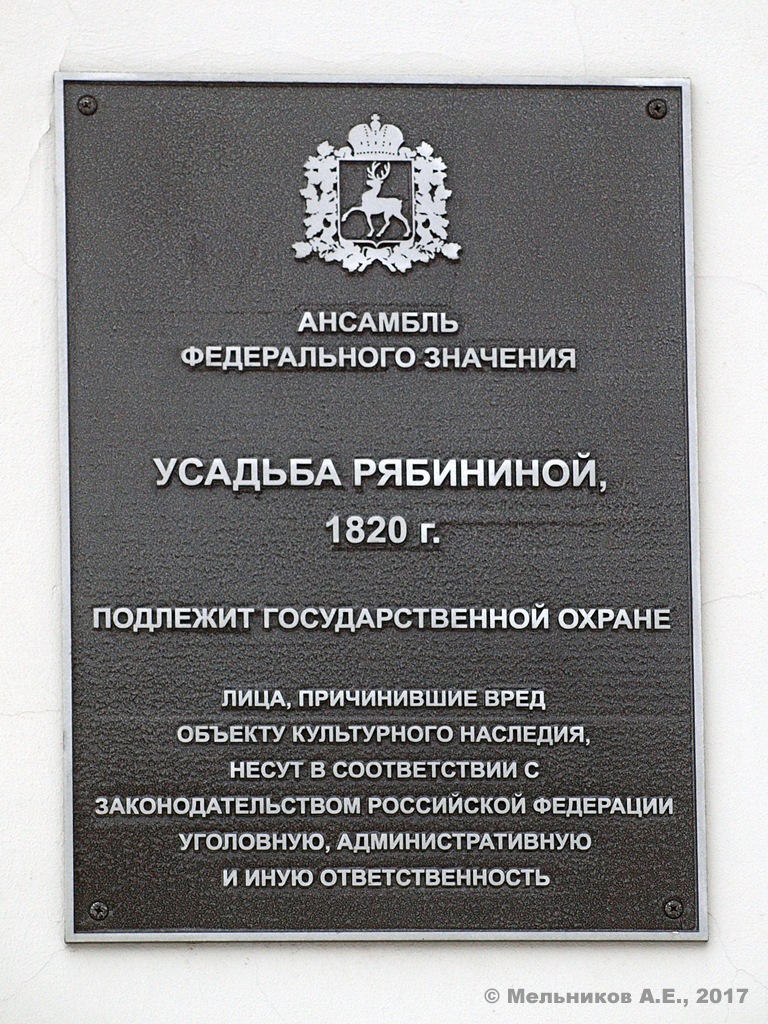 АНСАМБЛЬ
ФЕДЕРАЛЬНОГО ЗНАЧЕНИЯ
УСАДЬБА РЯБИНИНОЙ,
1820 г.
ПОДЛЕЖИТ ГОСУДАРСТВЕННОЙ ОХРАНЕ
ЛИЦА, ПРИЧИНИВШИЕ ВРЕД
ОБЪЕКТУ КУЛЬТУРНОГО НАСЛЕДИЯ,
НЕСУТ В СООТВЕТСТВИИ С
ЗАКОНОДАТЕЛЬСТВОМ РОССИЙСКОЙ ФЕДЕРАЦИИ
УГОЛОВНУЮ, АДМИНИСТРАТИВНУЮ
И ИНУЮ ОТВЕТСТВЕННОСТЬ
© Мельников А.Е., 2017